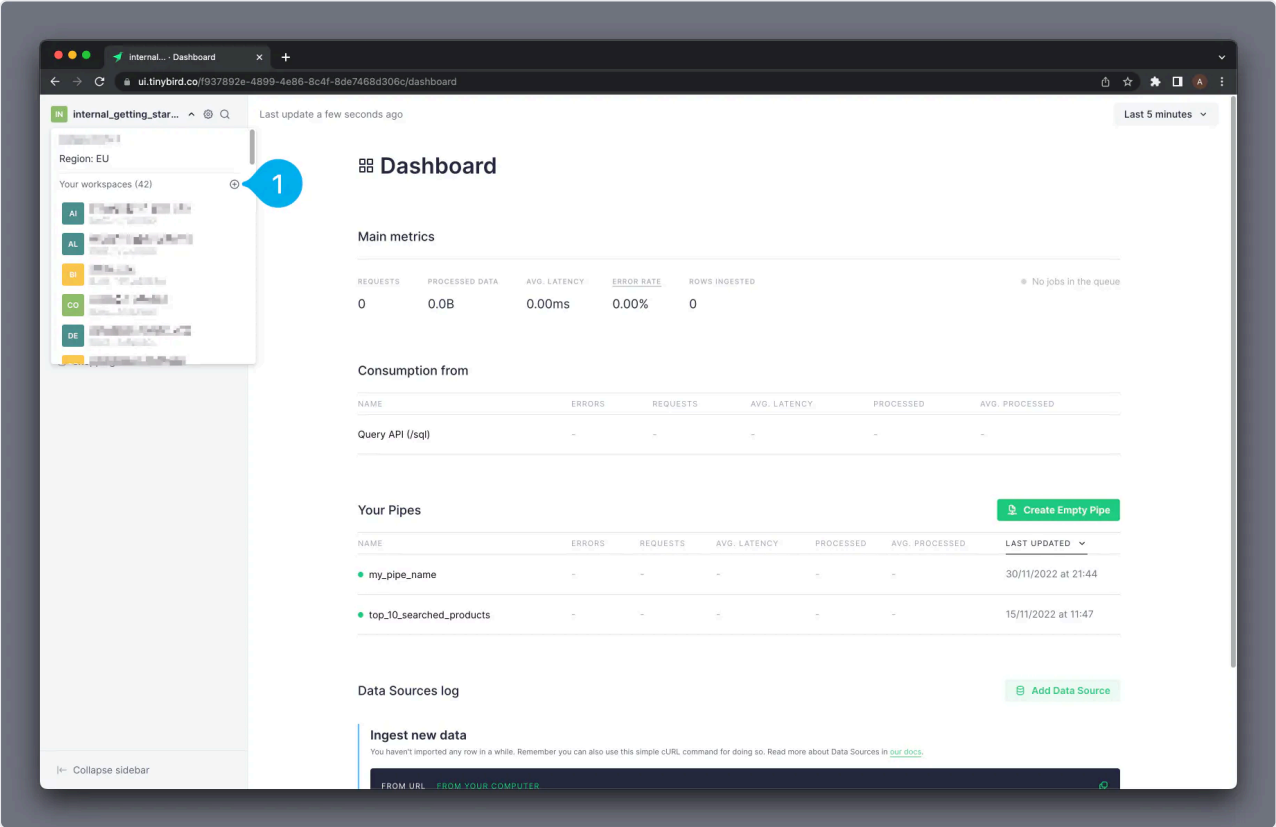 internal... · Dashboard
ui.tinybird.co/f937892e-4899-4e86-8c4f-8de7468d306c/dashboard
A
IN internal_getting_star...
Last update a few seconds ago
Last 5 minutes
Region: EU
Your workspaces (42)
1
AI
AL
BI
CO
DE
Dashboard
Main metrics
REQUESTS PROCESSED DATA AVG. LATENCY ERROR RATE ROWS INGESTED
No jobs in the queue
0 0.0B 0.00ms 0.00% 0
Consumption from
NAME ERRORS REQUESTS AVG. LATENCY PROCESSED AVG. PROCESSED
Query API (/sql) - - - - -
Your Pipes
Create Empty Pipe
NAME ERRORS REQUESTS AVG. LATENCY PROCESSED AVG. PROCESSED LAST UPDATED
my_pipe_name - - - - - 30/11/2022 at 21:44
top_10_searched_products - - - - - 15/11/2022 at 11:47
Data Sources log
Add Data Source
Ingest new data
You haven't imported any row in a while. Remember you can also use this simple cURL command for doing so. Read more about Data Sources in our docs.
FROM URL FROM YOUR COMPUTER
Collapse sidebar